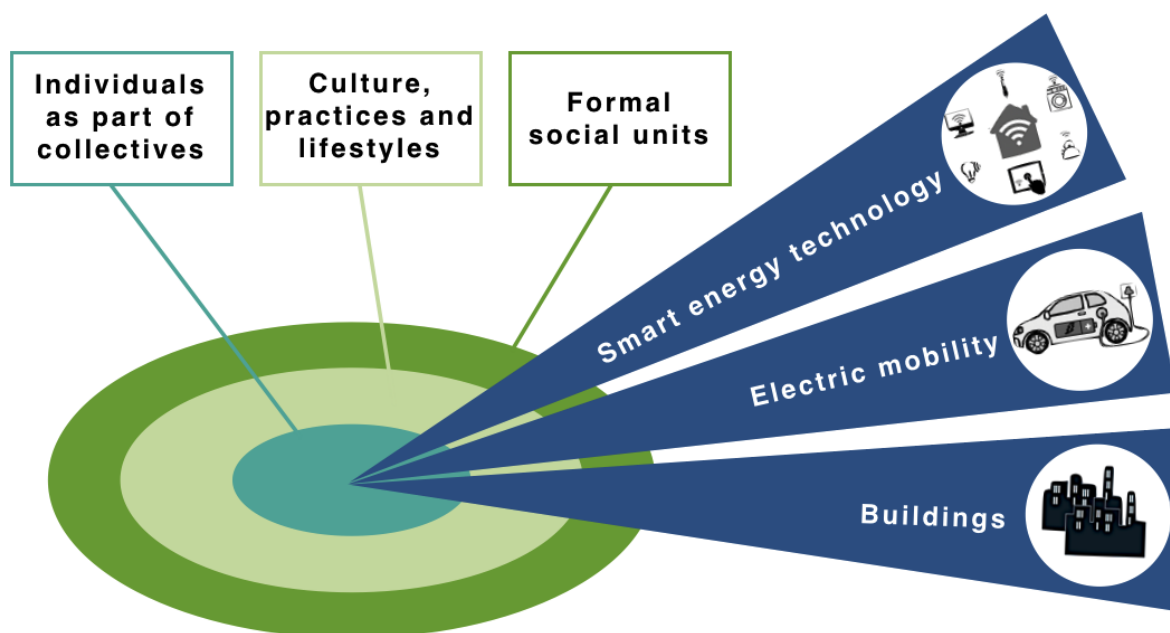 Individuals
as part of
collectives
Culture,
practices and
lifestyles
Formal
social units
Smart energy technology
Electric mobility
Buildings